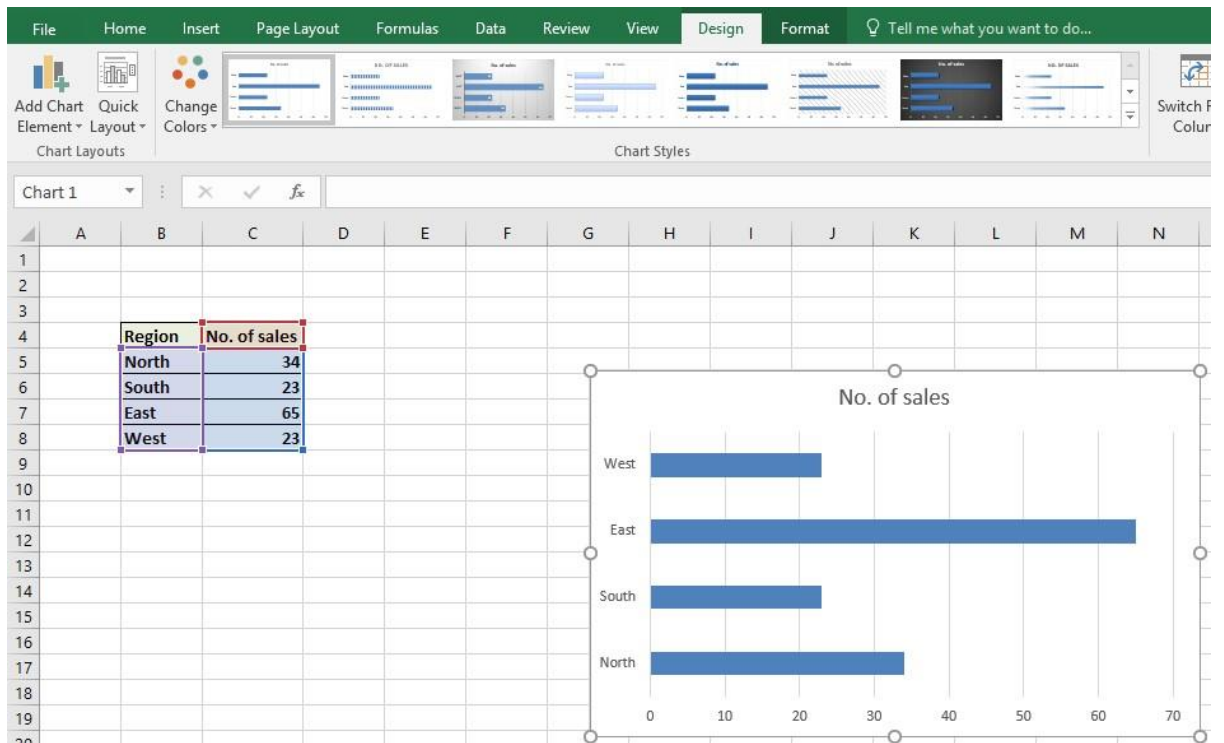 File Home Insert Page Layout Formulas Data Review View Design Format Tell me what you want to do...
Add Chart Element
Quick Layout
Change Colors
Switch
Chart Layouts
Chart Styles
Chart 1
fx
A B C D E F G H I J K L M N
1
2
3
4 Region No. of sales
5 North 34
6 South 23
7 East 65
8 West 23
9
10
11
12
13
14
15
16
17
18
19
No. of sales
West
East
South
North
0 10 20 30 40 50 60 70